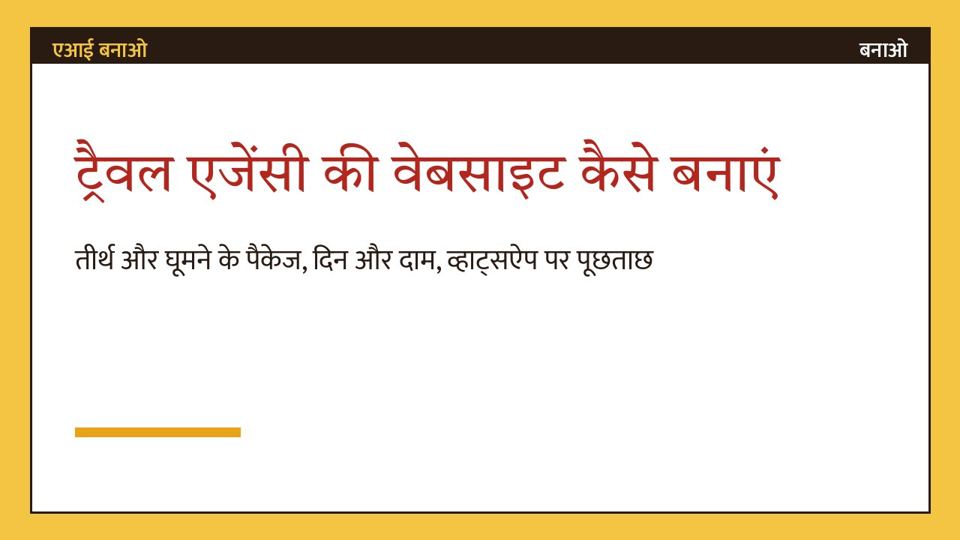 एआई बनाओ
बनाओ
ट्रैवल एजेंसी की वेबसाइट कैसे बनाएं
तीर्थ और घूमने के पैकेज, दिन और दाम, व्हाट्सऐप पर पूछताछ